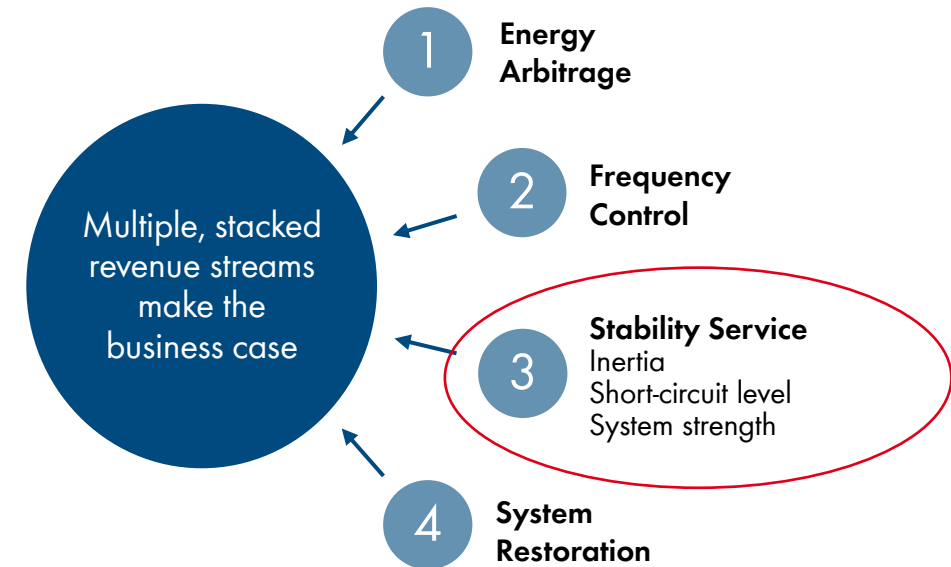 Multiple, stacked
revenue streams
make the
business case
1
Energy
Arbitrage
2
Frequency
Control
3
Stability Service
Inertia
Short-circuit level
System strength
4
System
Restoration